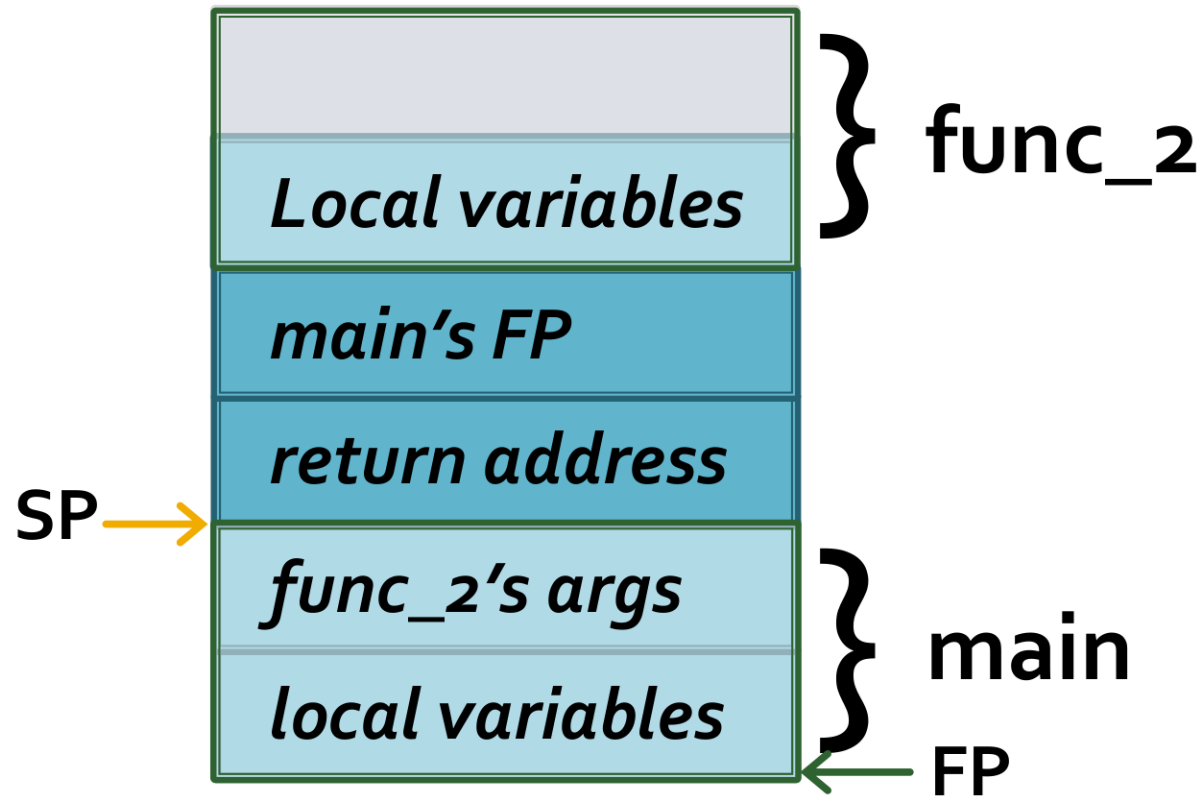 func_2
Local variables
main’s FP
return address
SP
func_2’s args
main
local variables
FP